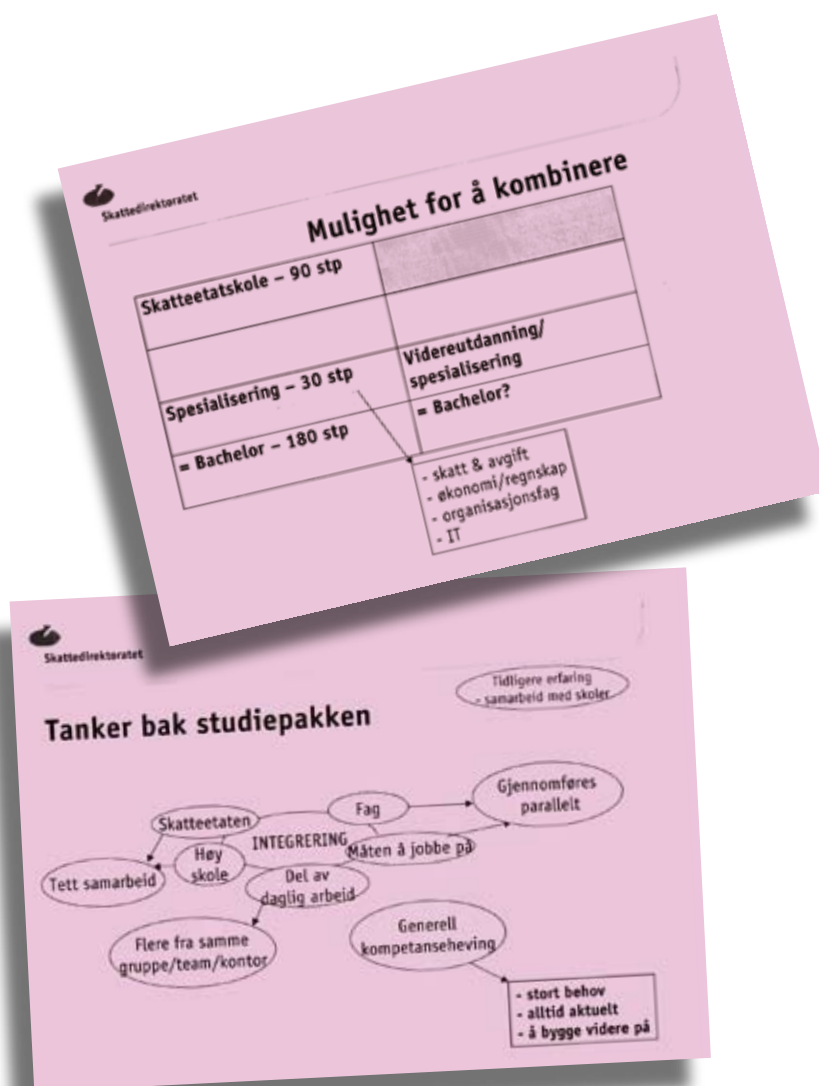 Skattedirektoratet
Mulighet for å kombinere
Skatteetatskole – 90 stp
Spesialisering – 30 stp
Videreutdanning/
spesialisering
= Bachelor – 180 stp
= Bachelor?
- skatt & avgift
- økonomi/regnskap
- organisasjonsfag
- IT
Skattedirektoratet
Tidligere erfaring
- samarbeid med skoler
Tanker bak studiepakken
Gjennomføres
parallelt
Fag
Skatteetaten
INTEGRERING
Måten å jobbe på
Høy
skole
Tett samarbeid
Del av
daglig arbeid
Flere fra samme
gruppe/team/kontor
Generell
kompetanseheving
- stort behov
- alltid aktuelt
- å bygge videre på